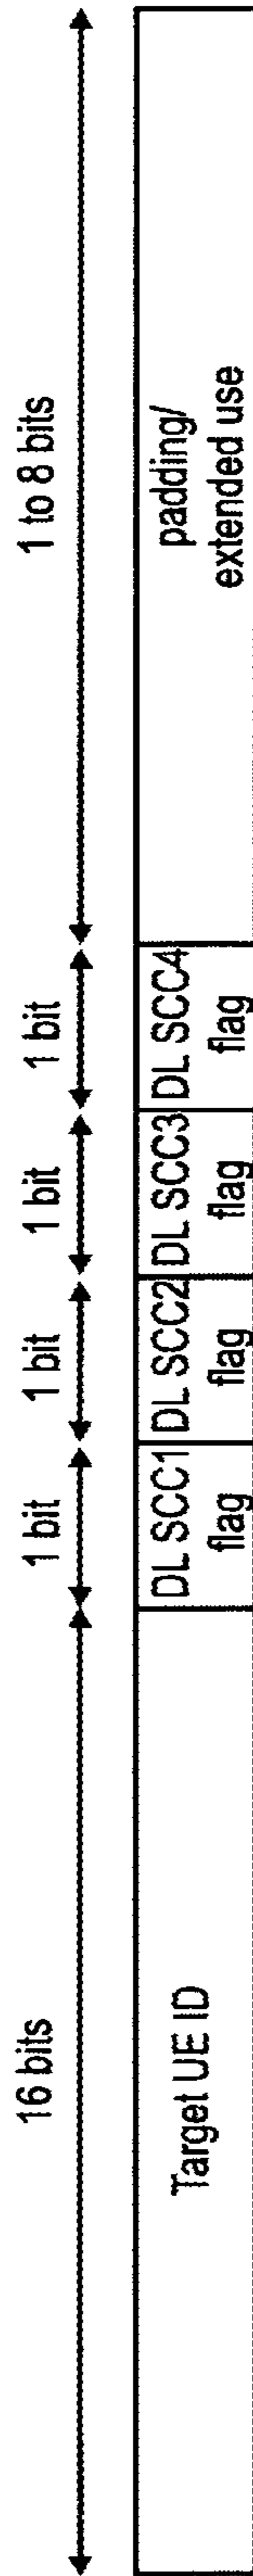 16 bits
1 bit
1 bit
1 bit
1 bit
1 to 8 bits
Target UE ID
DL SCC1
flag
DL SCC2
flag
DL SCC3
flag
DL SCC4
flag
padding/
extended use